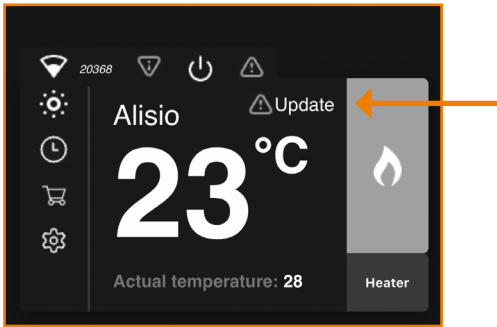 20368
Alisio
Update
23°C
Actual temperature: 28
Heater